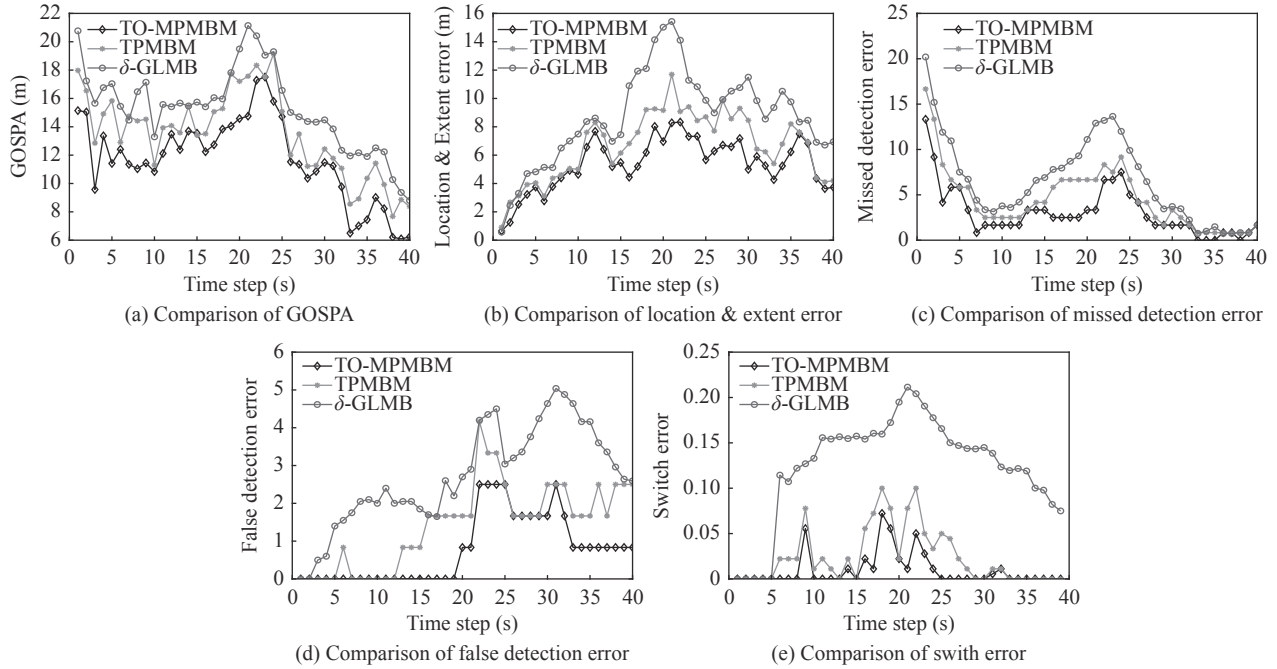 GOSPA (m)
22
20
18
16
14
12
10
8
6
TO-MPMBM
TPMBM
δ-GLMB
0 5 10 15 20 25 30 35 40
Time step (s)
(a) Comparison of GOSPA
Location & Extent error (m)
16
14
12
10
8
6
4
2
0
TO-MPMBM
TPMBM
δ-GLMB
0 5 10 15 20 25 30 35 40
Time step (s)
(b) Comparison of location & extent error
Missed detection error
25
20
15
10
5
0
TO-MPMBM
TPMBM
δ-GLMB
0 5 10 15 20 25 30 35 40
Time step (s)
(c) Comparison of missed detection error
False detection error
6
5
4
3
2
1
0
TO-MPMBM
TPMBM
δ-GLMB
0 5 10 15 20 25 30 35 40
Time step (s)
(d) Comparison of false detection error
Switch error
0.25
0.20
0.15
0.10
0.05
0
TO-MPMBM
TPMBM
δ-GLMB
0 5 10 15 20 25 30 35 40
Time step (s)
(e) Comparison of swith error